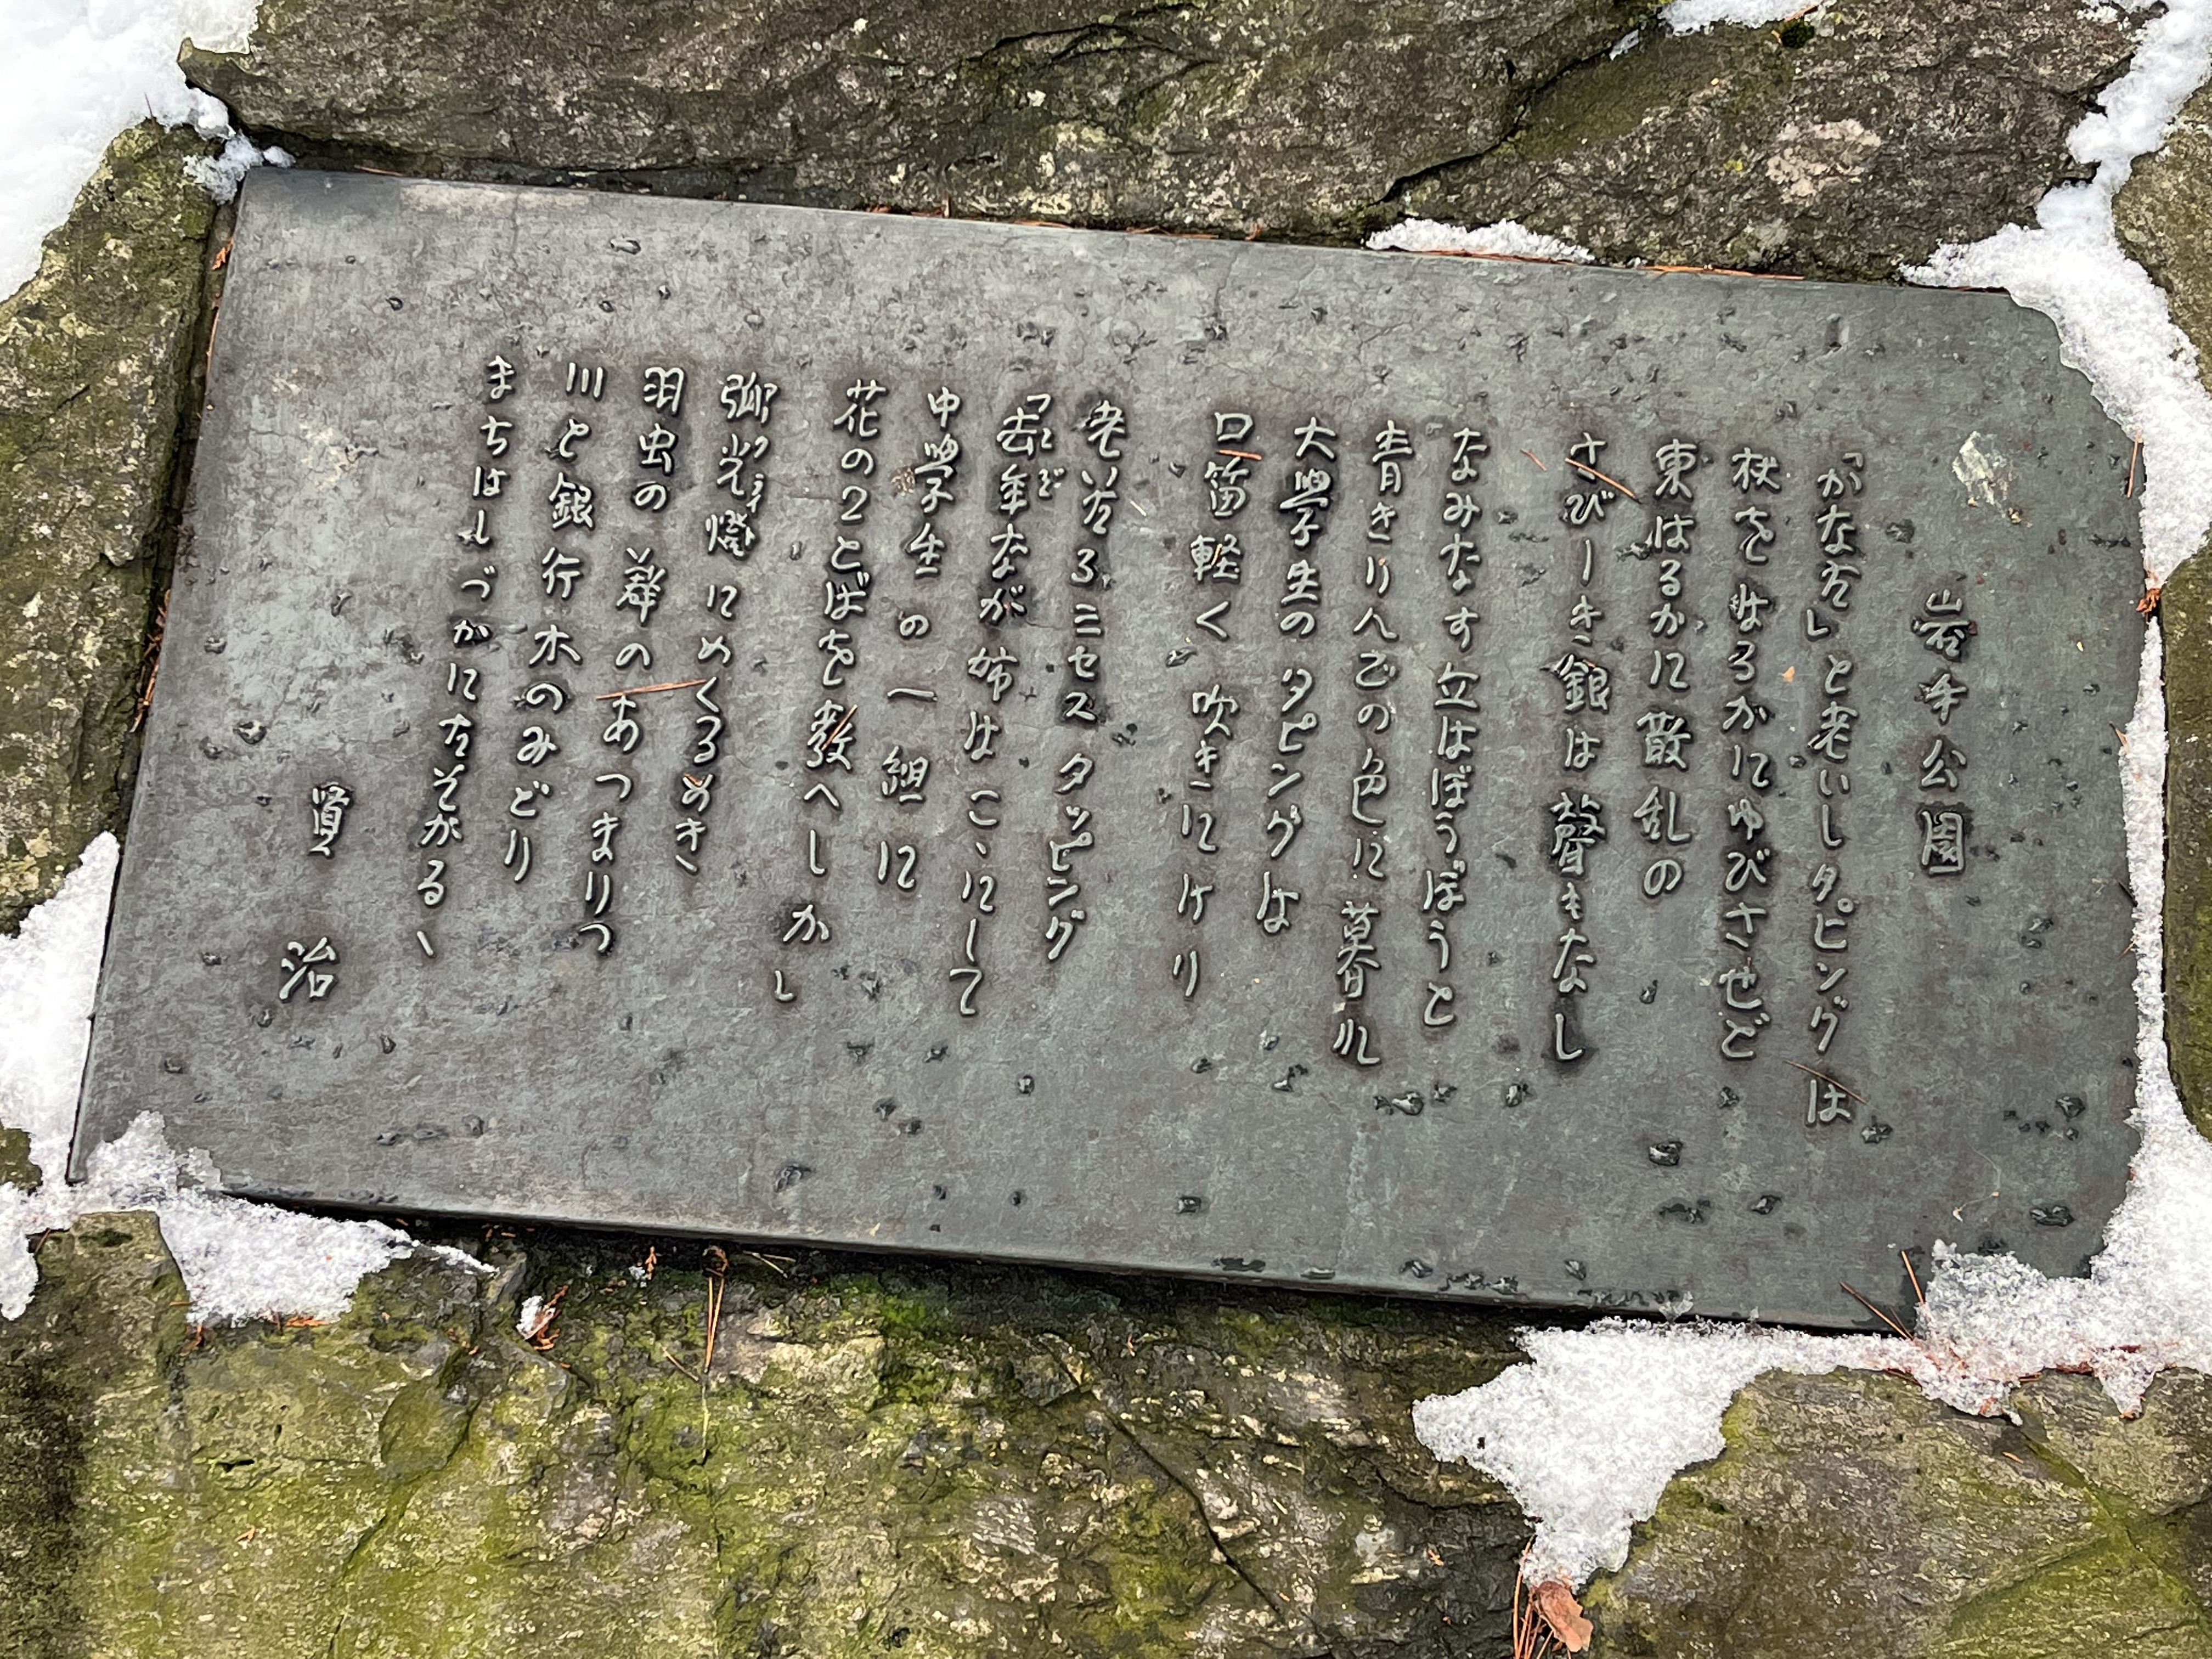 岩手公園
「かなた」と老いしタピングは
杖をはるかにゆびさせど
東はるかに散乱の
さびしき銀は聲もなし
なみなす丘はぼうぼうと
青きりんごの色に暮れ
大學生のタピングは
口笛軽く吹きにけり
老いたるミセスタッピング
「去年なが姉はこゝにして
中學生の一組に
花のことばを教へしか」
弧光燈にめくるめき
羽虫の群のあつまりつ
川と銀行木のみどり
まちはしづかにたそがるゝ
賢治